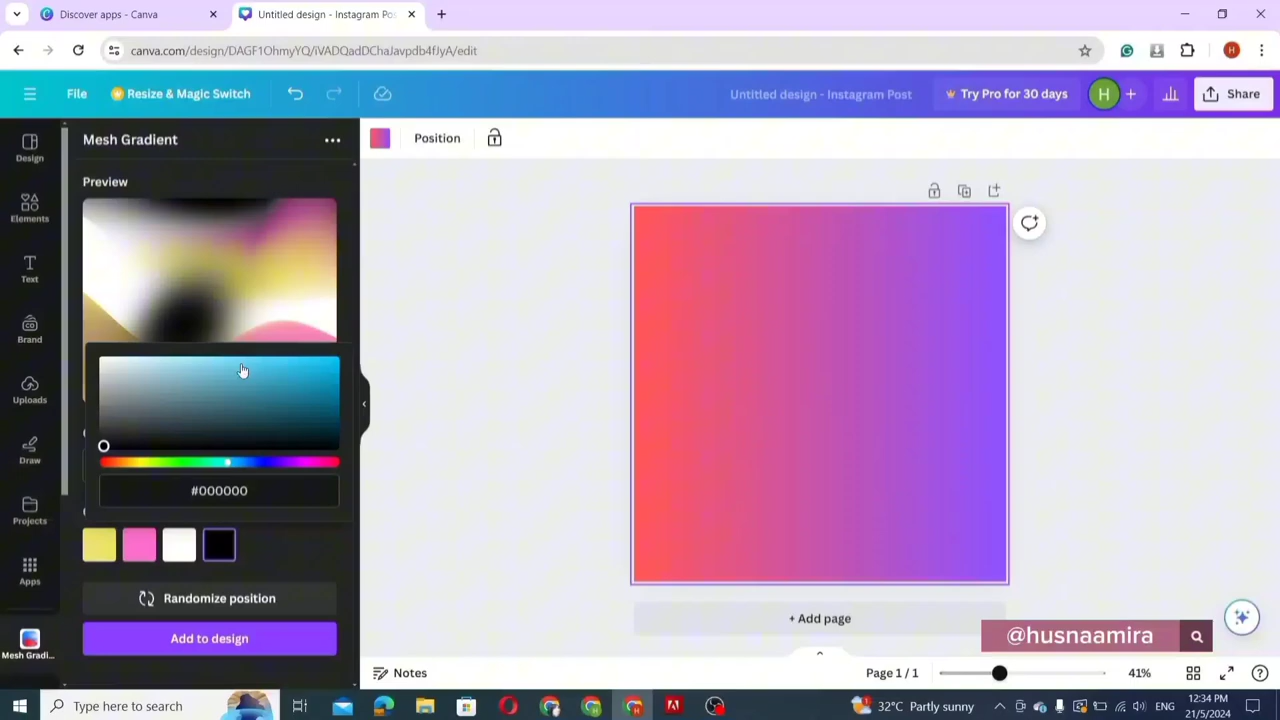 Discover apps - Canva
Untitled design - Instagram Pos
canva.com/design/DAGF1OhmyYQ/iVADQadDChaJavpdb4fJyA/edit
H
File
Resize & Magic Switch
Untitled design - Instagram Post
Try Pro for 30 days
H
Share
Design
Elements
Text
Brand
Uploads
Draw
Projects
Apps
Mesh Gradi...
Mesh Gradient
Preview
#000000
Randomize position
Add to design
Position
+ Add page
@husnaamira
Notes
Page 1 / 1
41%
Type here to search
32°C Partly sunny
ENG
12:34 PM
21/5/2024